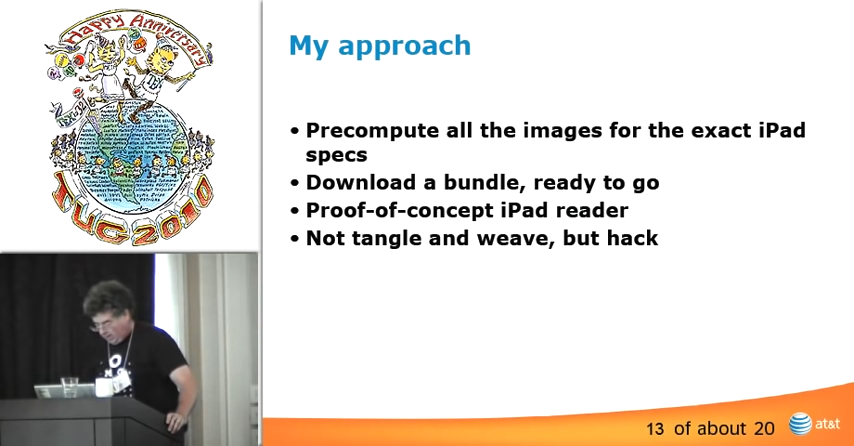 Happy Anniversary
TUG 2010
My approach
• Precompute all the images for the exact iPad
specs
• Download a bundle, ready to go
• Proof-of-concept iPad reader
• Not tangle and weave, but hack
13 of about 20
at&t